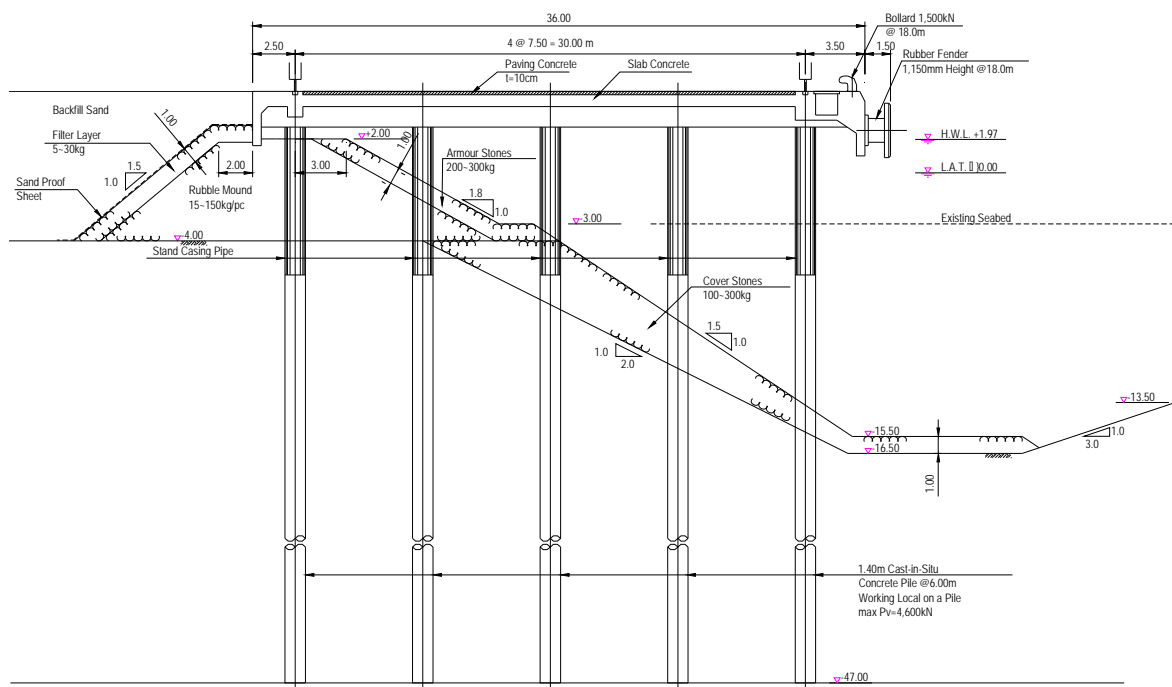 36.00
Bollard 1,500kN
@ 18.0m
2.50
4 @ 7.50 = 30.00 m
3.50
1.50
Rubber Fender
1,150mm Height @18.0m
Paving Concrete
t=10cm
Slab Concrete
Backfill Sand
1.00
Filter Layer
5~30kg
+2.00
1.00
H.W.L. +1.97
Armour Stones
200~300kg
1.5
1.0
2.00
3.00
L.A.T. 0.00
Sand Proof
Sheet
Rubble Mound
15~150kg/pc
1.8
1.0
-3.00
Existing Seabed
-4.00
Stand Casing Pipe
Cover Stones
100~300kg
1.5
1.0
1.0
2.0
-13.50
-15.50
1.0
3.0
-16.50
1.00
1.40m Cast-in-Situ
Concrete Pile @6.00m
Working Local on a Pile
max Pv=4,600kN
-47.00